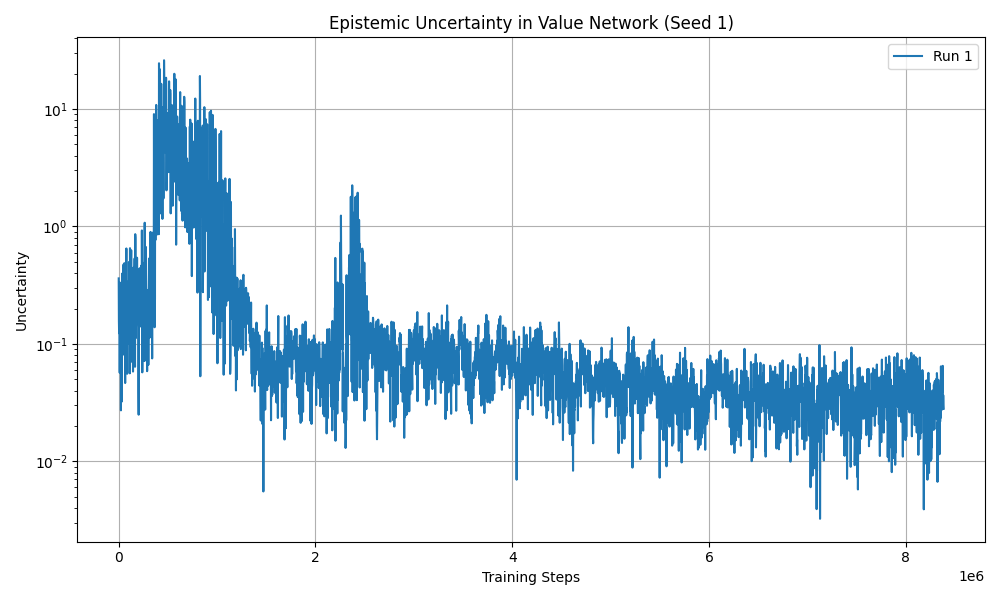 Epistemic Uncertainty in Value Network (Seed 1)
Run 1
Uncertainty
10¹
10⁰
10⁻¹
10⁻²
0 2 4 6 8
1e6
Training Steps